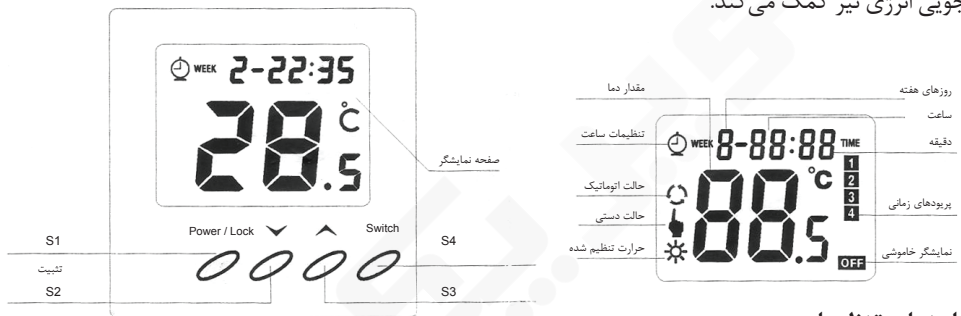 جویی انرژی نیز کمک می کند.
WEEK 2-22:35
28.5 °C
صفحه نمایشگر
Power / Lock
Switch
S1
تثبیت
S2
S4
S3
مقدار دما
تنظیمات ساعت
حالت اتوماتیک
حالت دستی
حرارت تنظیم شده
WEEK 8-88:88 TIME
88.5 °C
1
2
3
4
OFF
روزهای هفته
ساعت
دقیقه
پریودهای زمانی
نمایشگر خاموشی